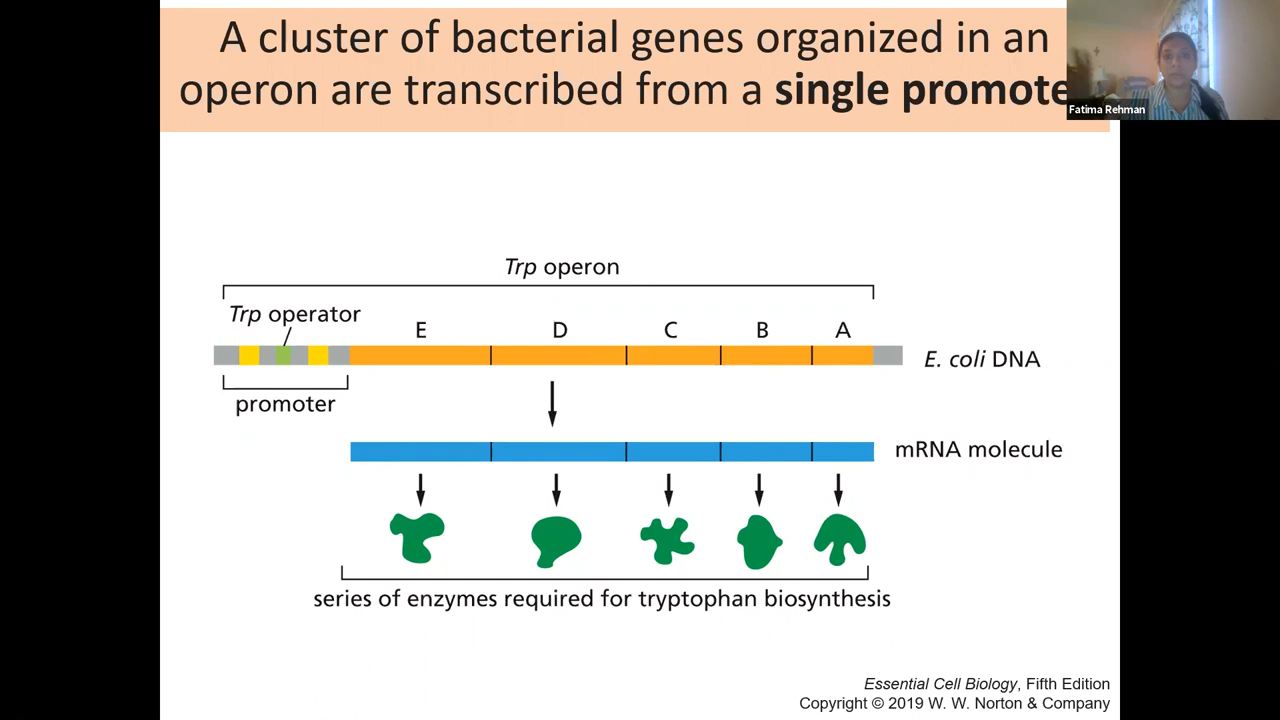 A cluster of bacterial genes organized in an
operon are transcribed from a single promote
Fatima Rehman
Trp operon
Trp operator
E D C B A
E. coli DNA
promoter
mRNA molecule
series of enzymes required for tryptophan biosynthesis
Essential Cell Biology, Fifth Edition
Copyright © 2019 W. W. Norton & Company